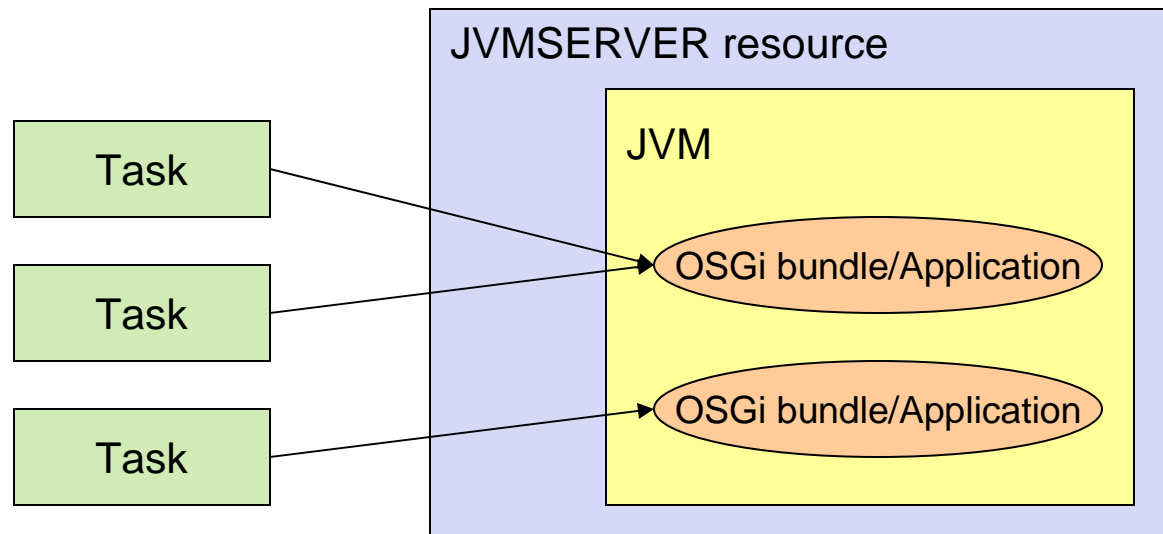 JVMSERVER resource
JVM
Task
OSGi bundle/Application
Task
OSGi bundle/Application
Task